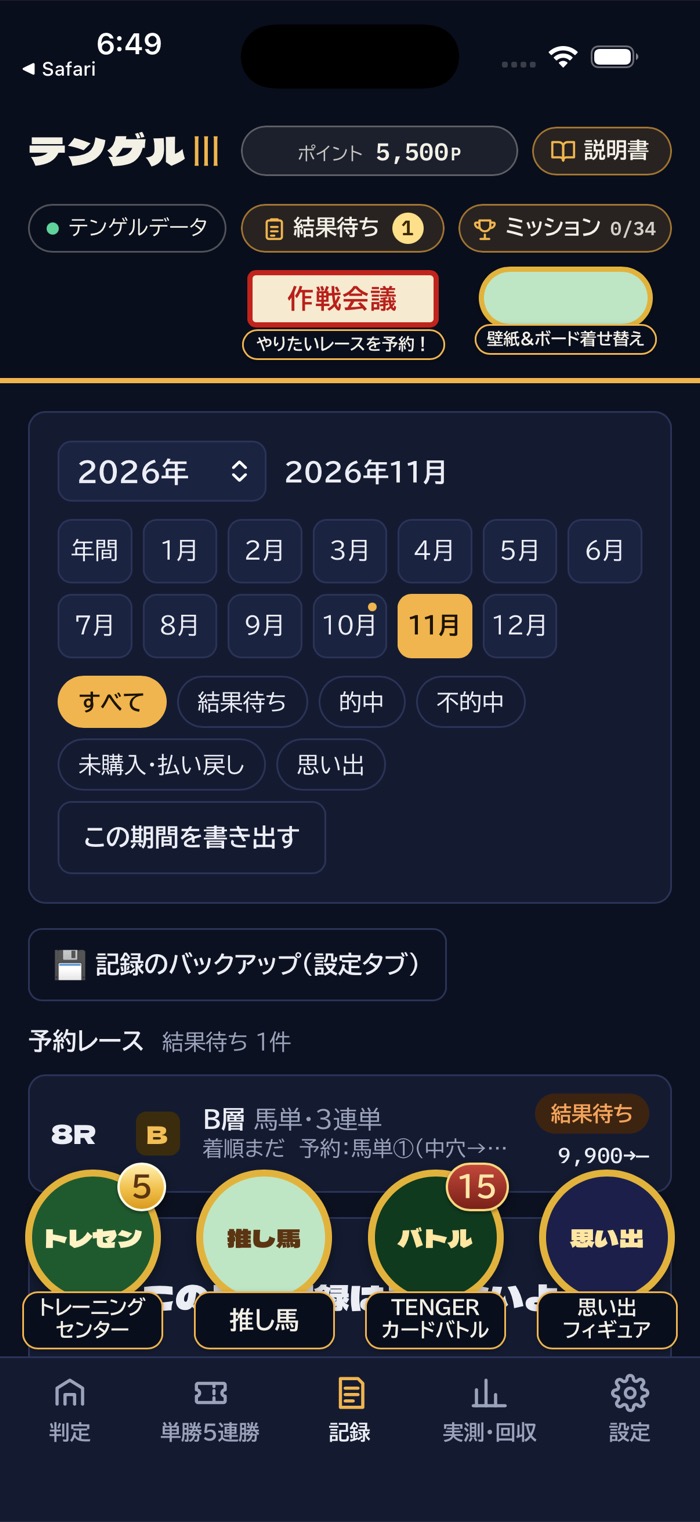 6:49
◀ Safari
テンゲルIII
ポイント 5,500P
説明書
テンゲルデータ
結果待ち 1
ミッション 0/34
作戦会議
やりたいレースを予約！
壁紙&ボード着せ替え
2026年
2026年11月
年間 1月 2月 3月 4月 5月 6月
7月 8月 9月 10月 11月 12月
すべて 結果待ち 的中 不的中
未購入・払い戻し 思い出
この期間を書き出す
記録のバックアップ（設定タブ）
予約レース 結果待ち 1件
8R
B
B層 馬単・3連単
着順まだ 予約：馬単①（中穴→…
結果待ち
9,900→—
5
15
トレセン
推し馬
バトル
思い出
この
録は
いよ
トレーニング
センター
推し馬
TENGER
カードバトル
思い出
フィギュア
判定
単勝5連勝
記録
実測・回収
設定